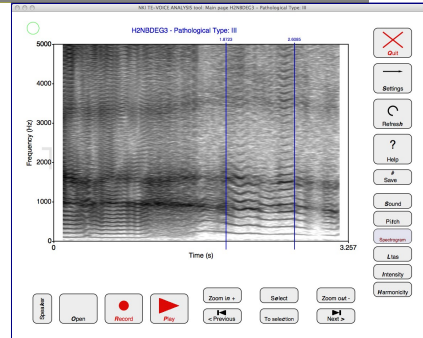 NKI TE-VOICE ANALYSIS tool: Main page H2NBDEG3 - Pathological Type: III
H2NBDEG3 - Pathological Type: III
1.8723
2.6085
5000
4000
3000
2000
1000
0
Frequency (Hz)
0
3.257
Time (s)
Quit
Settings
Refresh
?
Help
#
Save
Sound
Pitch
Spectrogram
Ltas
Intensity
Harmonicity
Speaker
Open
Record
Play
Zoom in +
Select
Zoom out -
< Previous
To selection
Next >